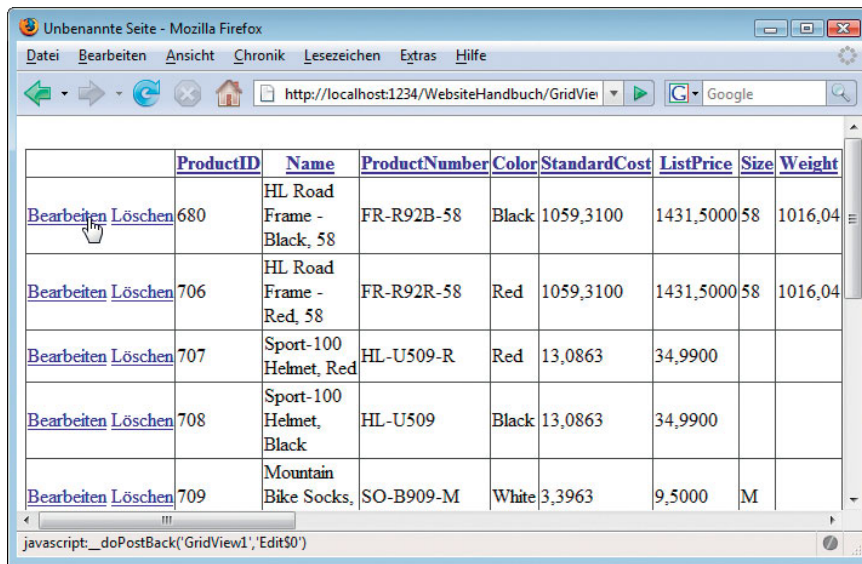 Unbenannte Seite - Mozilla Firefox
Datei Bearbeiten Ansicht Chronik Lesezeichen Extras Hilfe
http://localhost:1234/WebsiteHandbuch/GridVie G Google
ProductID Name ProductNumber Color StandardCost ListPrice Size Weight
HL Road
Bearbeiten Löschen 680 Frame - FR-R92B-58 Black 1059,3100 1431,5000 58 1016,04
Black, 58
HL Road
Bearbeiten Löschen 706 Frame - FR-R92R-58 Red 1059,3100 1431,5000 58 1016,04
Red, 58
Sport-100
Bearbeiten Löschen 707 Helmet, Red HL-U509-R Red 13,0863 34,9900
Sport-100
Bearbeiten Löschen 708 Helmet, HL-U509 Black 13,0863 34,9900
Black
Mountain
Bearbeiten Löschen 709 Bike Socks, SO-B909-M White 3,3963 9,5000 M
javascript:__doPostBack('GridView1','Edit$0')